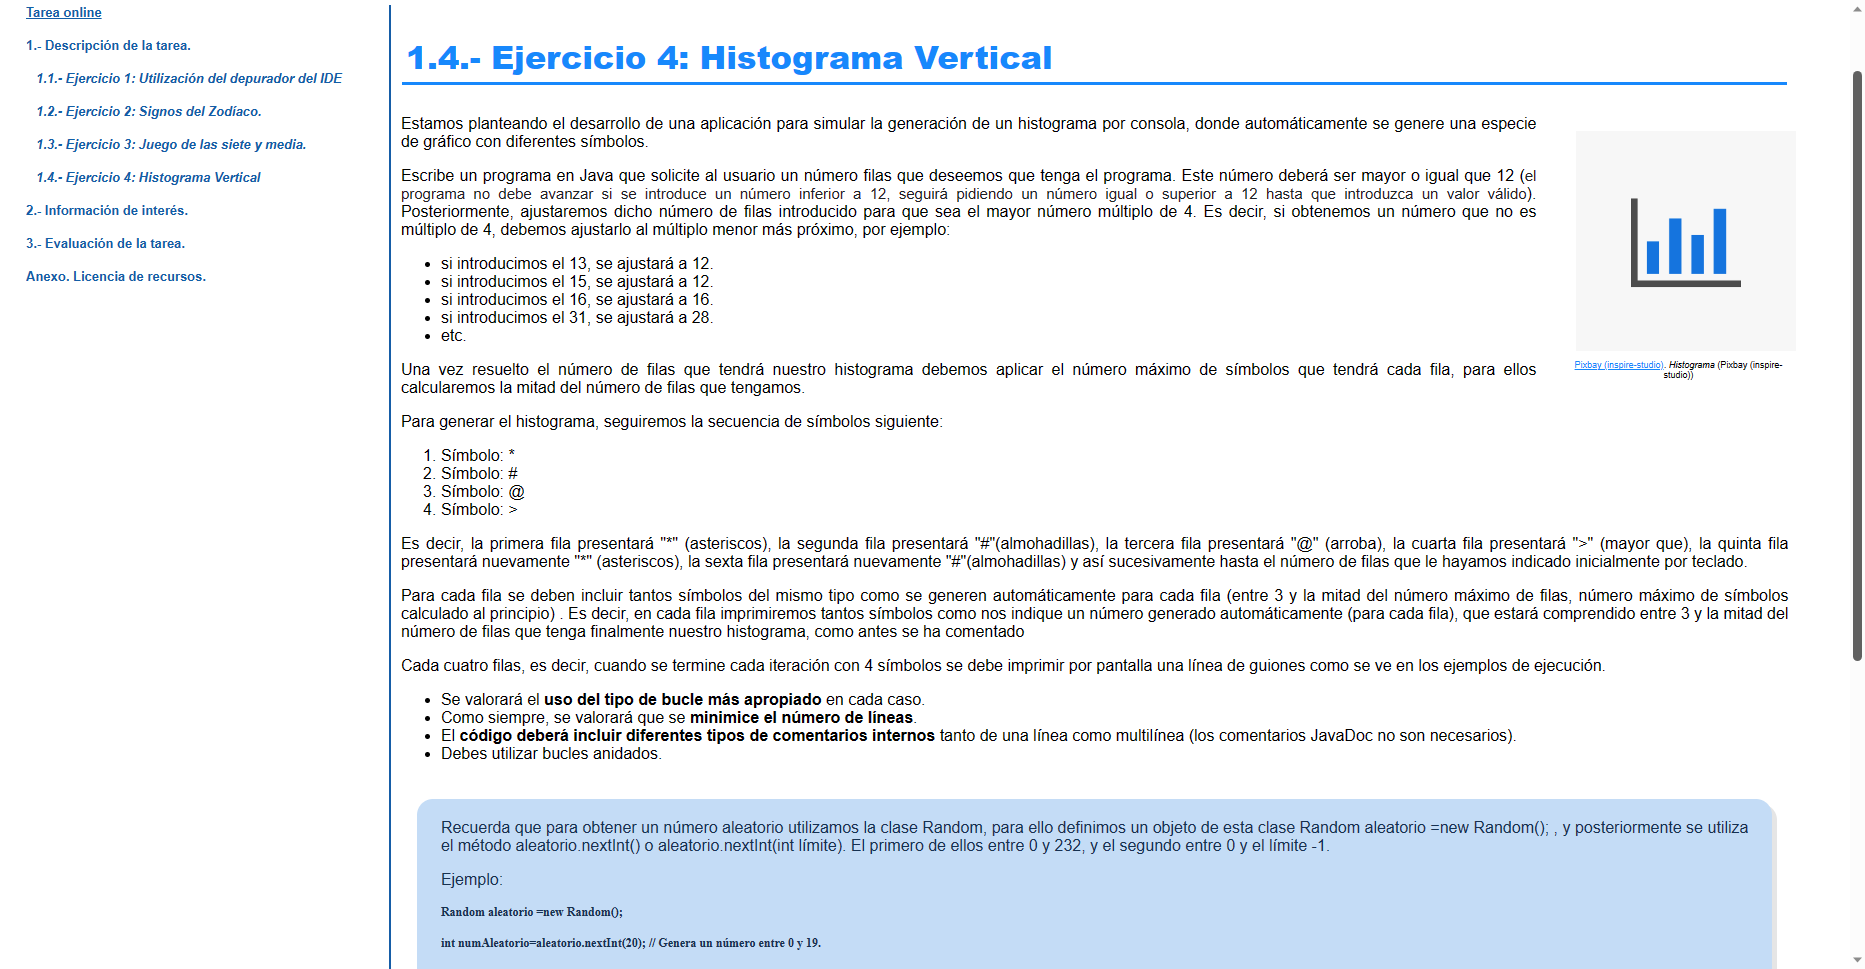 Tarea online
1.- Descripción de la tarea.
1.1.- Ejercicio 1: Utilización del depurador del IDE
1.2.- Ejercicio 2: Signos del Zodíaco.
1.3.- Ejercicio 3: Juego de las siete y media.
1.4.- Ejercicio 4: Histograma Vertical
2.- Información de interés.
3.- Evaluación de la tarea.
Anexo. Licencia de recursos.
1.4.- Ejercicio 4: Histograma Vertical
Estamos planteando el desarrollo de una aplicación para simular la generación de un histograma por consola, donde automáticamente se genere una especie
de gráfico con diferentes símbolos.
Escribe un programa en Java que solicite al usuario un número filas que deseemos que tenga el programa. Este número deberá ser mayor o igual que 12 (el
programa no debe avanzar si se introduce un número inferior a 12, seguirá pidiendo un número igual o superior a 12 hasta que introduzca un valor válido).
Posteriormente, ajustaremos dicho número de filas introducido para que sea el mayor número múltiplo de 4. Es decir, si obtenemos un número que no es
múltiplo de 4, debemos ajustarlo al múltiplo menor más próximo, por ejemplo:
• si introducimos el 13, se ajustará a 12.
• si introducimos el 15, se ajustará a 12.
• si introducimos el 16, se ajustará a 16.
• si introducimos el 31, se ajustará a 28.
• etc.
Pixbay (inspire-studio). Histograma (Pixbay (inspire-
studio))
Una vez resuelto el número de filas que tendrá nuestro histograma debemos aplicar el número máximo de símbolos que tendrá cada fila, para ellos
calcularemos la mitad del número de filas que tengamos.
Para generar el histograma, seguiremos la secuencia de símbolos siguiente:
1. Símbolo: *
2. Símbolo: #
3. Símbolo: @
4. Símbolo: >
Es decir, la primera fila presentará "*" (asteriscos), la segunda fila presentará "#"(almohadillas), la tercera fila presentará "@" (arroba), la cuarta fila presentará ">" (mayor que), la quinta fila
presentará nuevamente "*" (asteriscos), la sexta fila presentará nuevamente "#"(almohadillas) y así sucesivamente hasta el número de filas que le hayamos indicado inicialmente por teclado.
Para cada fila se deben incluir tantos símbolos del mismo tipo como se generen automáticamente para cada fila (entre 3 y la mitad del número máximo de filas, número máximo de símbolos
calculado al principio) . Es decir, en cada fila imprimiremos tantos símbolos como nos indique un número generado automáticamente (para cada fila), que estará comprendido entre 3 y la mitad del
número de filas que tenga finalmente nuestro histograma, como antes se ha comentado
Cada cuatro filas, es decir, cuando se termine cada iteración con 4 símbolos se debe imprimir por pantalla una línea de guiones como se ve en los ejemplos de ejecución.
• Se valorará el uso del tipo de bucle más apropiado en cada caso.
• Como siempre, se valorará que se minimice el número de líneas.
• El código deberá incluir diferentes tipos de comentarios internos tanto de una línea como multilínea (los comentarios JavaDoc no son necesarios).
• Debes utilizar bucles anidados.
Recuerda que para obtener un número aleatorio utilizamos la clase Random, para ello definimos un objeto de esta clase Random aleatorio =new Random(); , y posteriormente se utiliza
el método aleatorio.nextInt() o aleatorio.nextInt(int límite). El primero de ellos entre 0 y 232, y el segundo entre 0 y el límite -1.
Ejemplo:
Random aleatorio =new Random();
int numAleatorio=aleatorio.nextInt(20); // Genera un número entre 0 y 19.